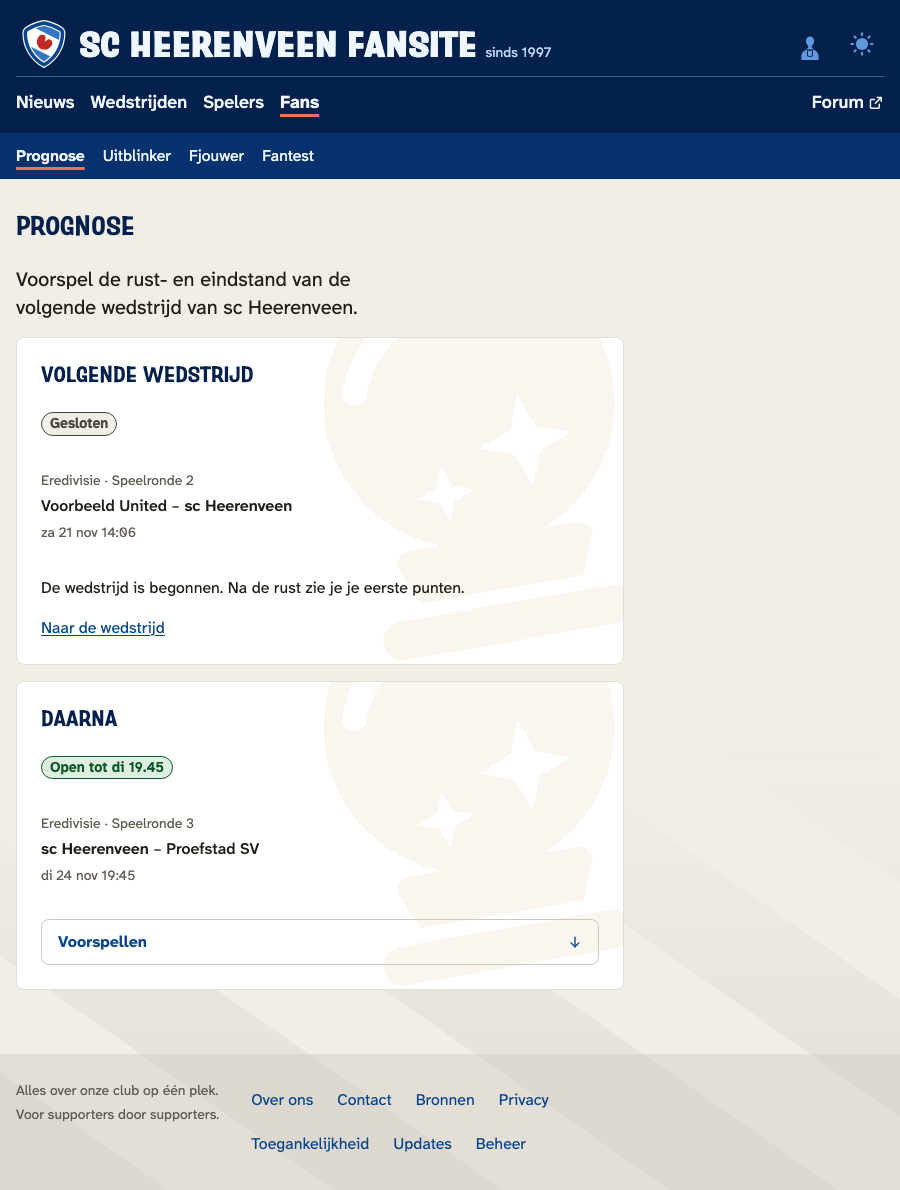 SC HEERENVEEN FANSITE sinds 1997
Nieuws Wedstrijden Spelers Fans Forum
Prognose Uitblinker Fjouwer Fantest
PROGNOSE
Voorspel de rust- en eindstand van de
volgende wedstrijd van sc Heerenveen.
VOLGENDE WEDSTRIJD
Gesloten
Eredivisie · Speelronde 2
Voorbeeld United – sc Heerenveen
za 21 nov 14:06
De wedstrijd is begonnen. Na de rust zie je je eerste punten.
Naar de wedstrijd
DAARNA
Open tot di 19.45
Eredivisie · Speelronde 3
sc Heerenveen – Proefstad SV
di 24 nov 19:45
Voorspellen
Alles over onze club op één plek.
Voor supporters door supporters.
Over ons Contact Bronnen Privacy
Toegankelijkheid Updates Beheer